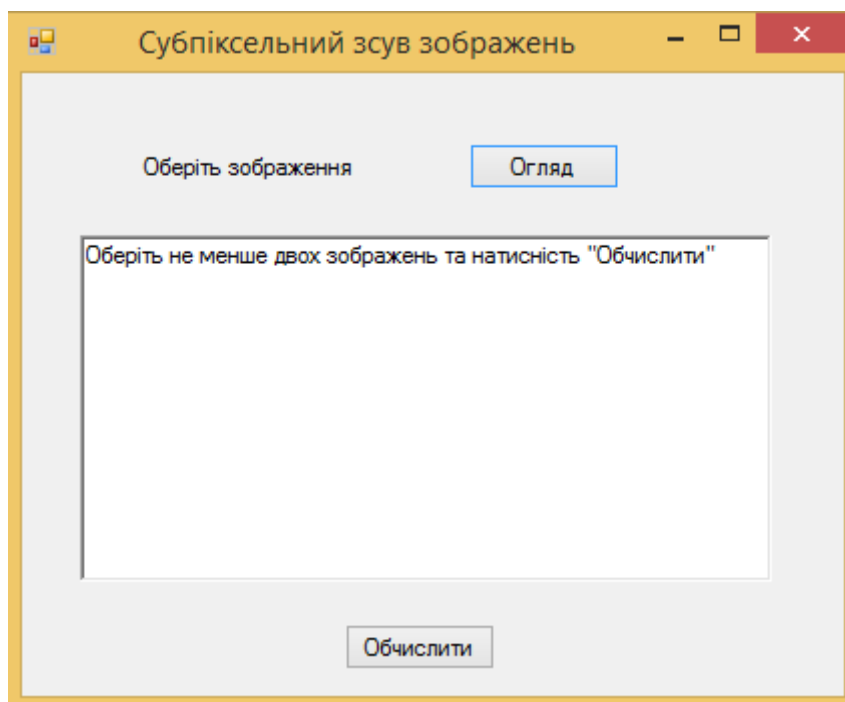 Субпіксельний зсув зображень
Оберіть зображення Огляд
Оберіть не менше двох зображень та натисність "Обчислити"
Обчислити